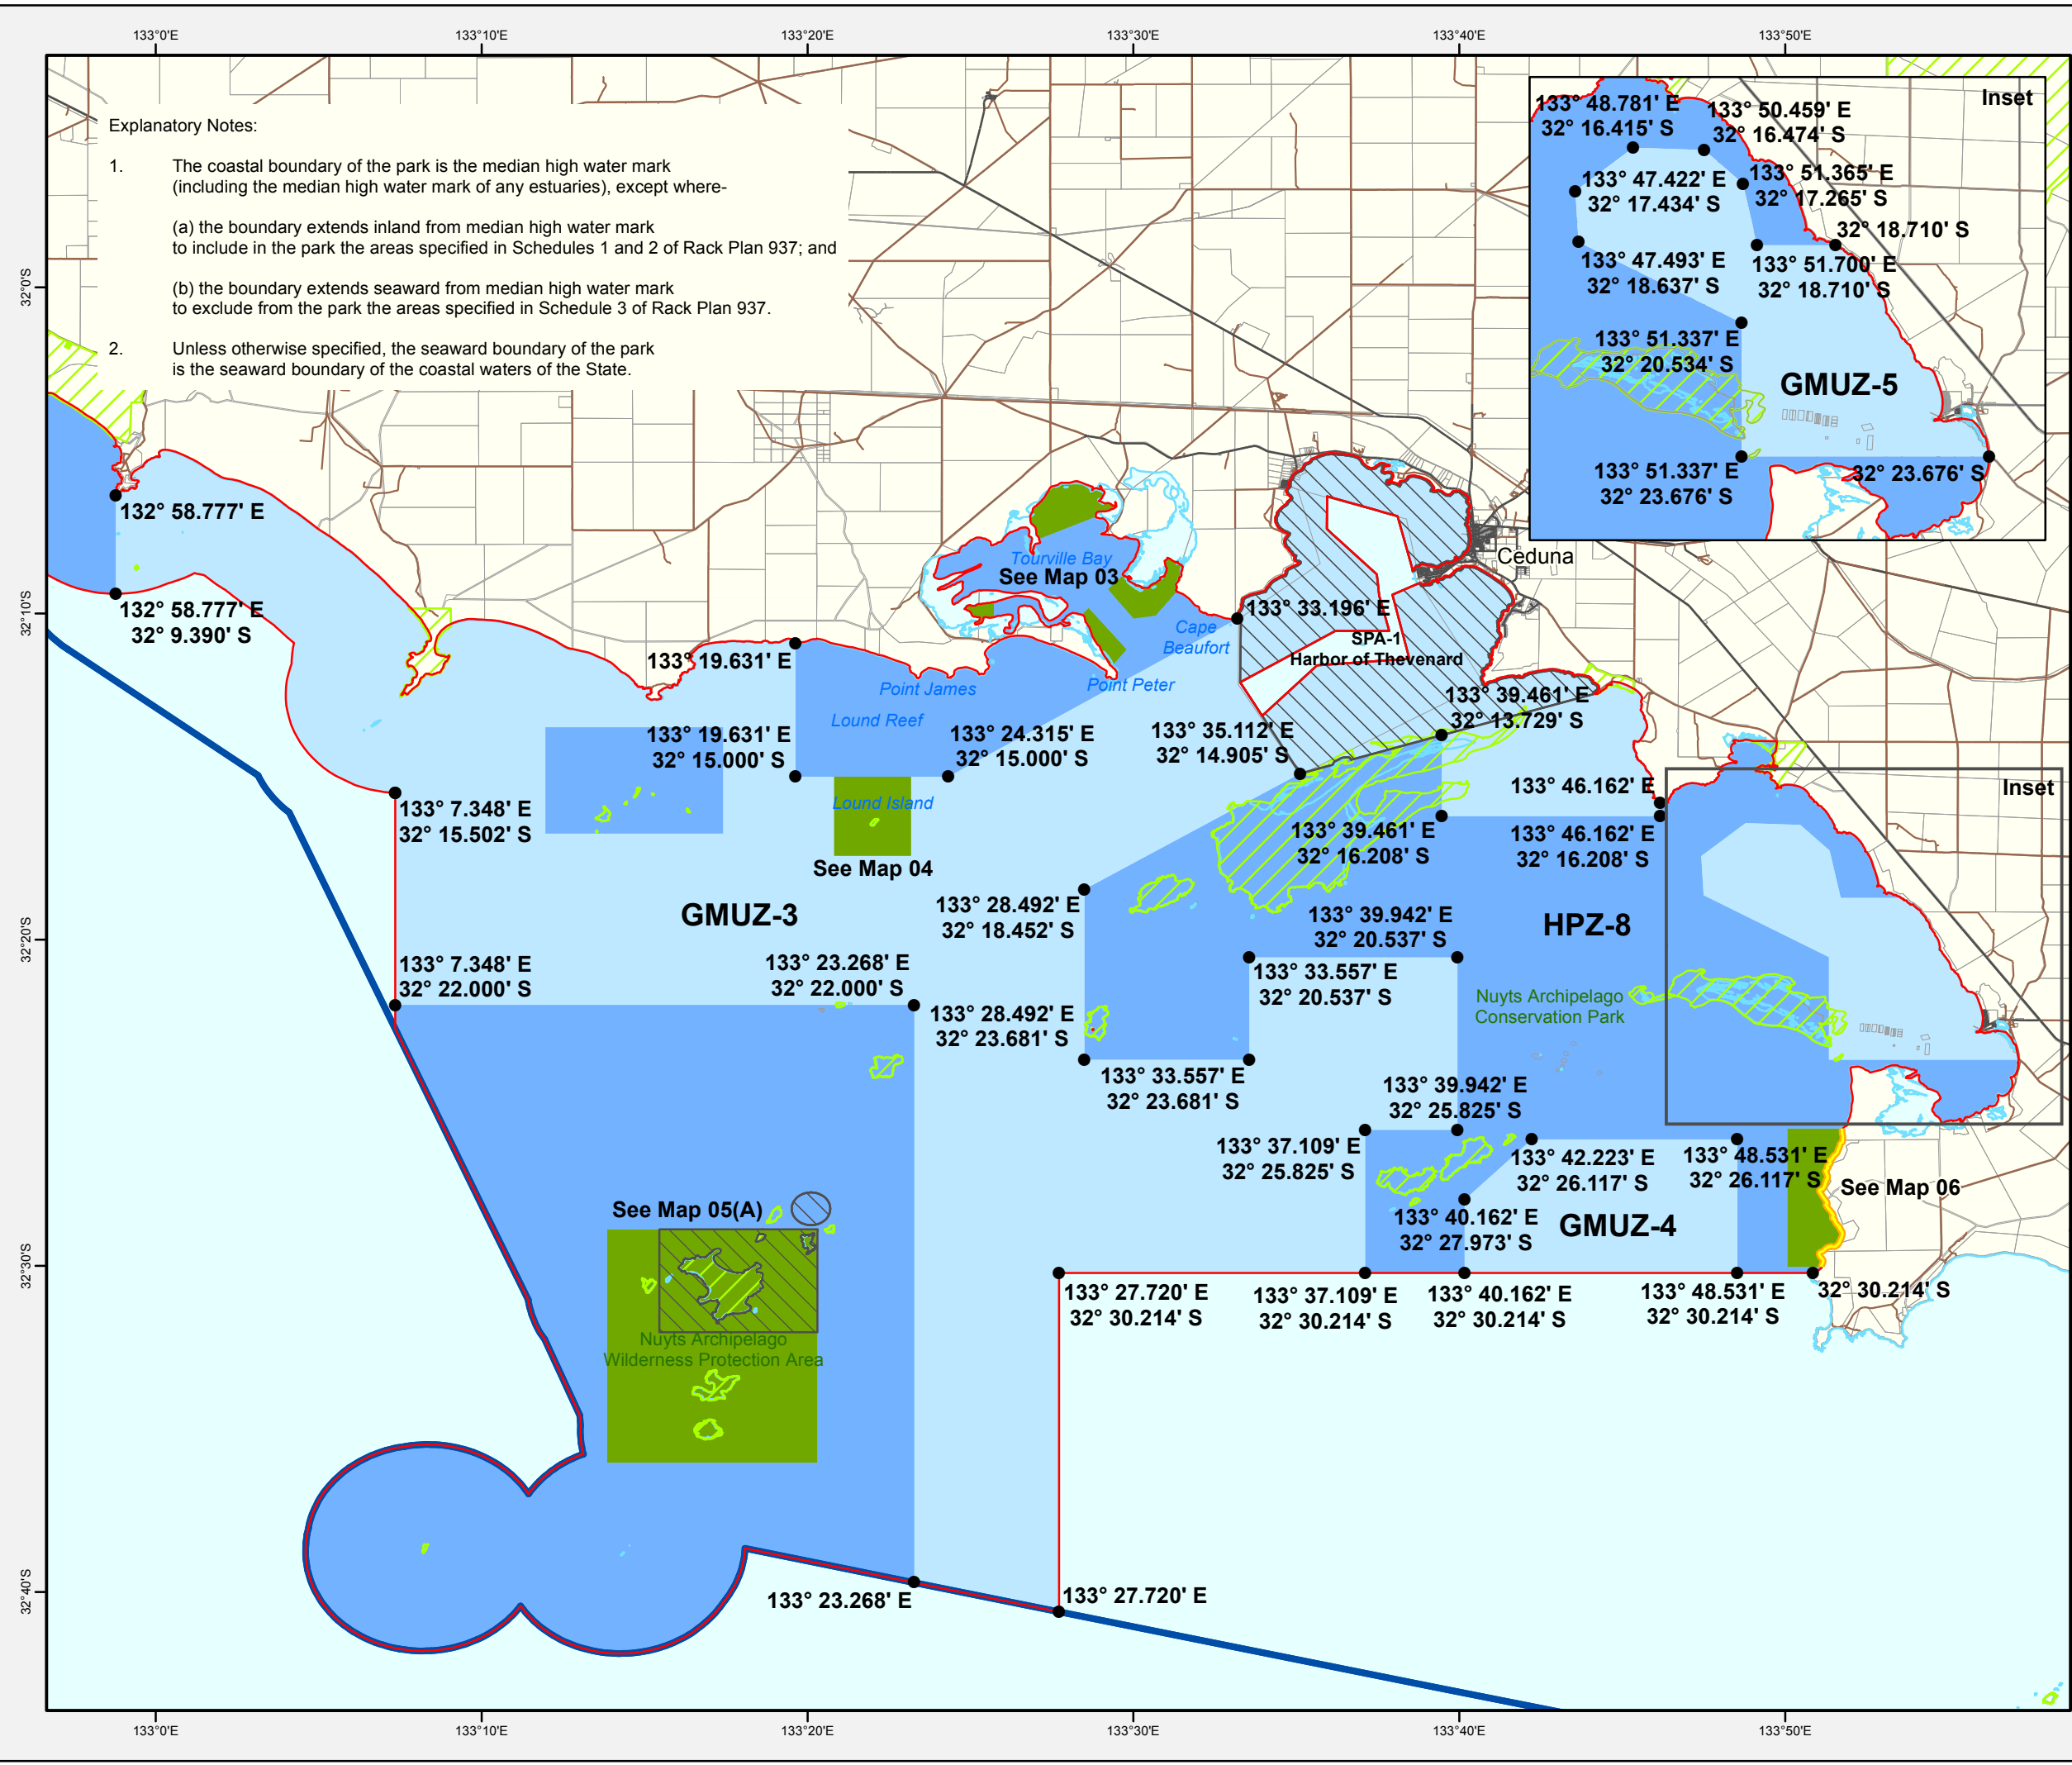 133°0'E
133°10'E
133°20'E
133°30'E
133°40'E
133°50'E
Explanatory Notes:
1. The coastal boundary of the park is the median high water mark
(including the median high water mark of any estuaries), except where-
(a) the boundary extends inland from median high water mark
to include in the park the areas specified in Schedules 1 and 2 of Rack Plan 937; and
(b) the boundary extends seaward from median high water mark
to exclude from the park the areas specified in Schedule 3 of Rack Plan 937.
2. Unless otherwise specified, the seaward boundary of the park
is the seaward boundary of the coastal waters of the State.
Inset
133° 48.781' E
32° 16.415' S
133° 50.459' E
32° 16.474' S
133° 47.422' E
32° 17.434' S
133° 51.365' E
32° 17.265' S
32° 18.710' S
133° 47.493' E
32° 18.637' S
133° 51.700' E
32° 18.710' S
133° 51.337' E
32° 20.534' S
GMUZ-5
133° 51.337' E
32° 23.676' S
32° 23.676' S
32°0'S
32°10'S
32°20'S
32°30'S
32°40'S
132° 58.777' E
132° 58.777' E
32° 9.390' S
Tourville Bay
See Map 03
Ceduna
133° 33.196' E
Cape
Beaufort
SPA-1
Harbor of Thevenard
133° 19.631' E
Point James
Point Peter
Lound Reef
133° 39.461' E
32° 13.729' S
133° 19.631' E
32° 15.000' S
133° 24.315' E
32° 15.000' S
133° 35.112' E
32° 14.905' S
133° 46.162' E
Inset
133° 7.348' E
32° 15.502' S
Lound Island
See Map 04
133° 39.461' E
32° 16.208' S
133° 46.162' E
32° 16.208' S
GMUZ-3
133° 28.492' E
32° 18.452' S
133° 39.942' E
32° 20.537' S
HPZ-8
133° 7.348' E
32° 22.000' S
133° 23.268' E
32° 22.000' S
133° 33.557' E
32° 20.537' S
133° 28.492' E
32° 23.681' S
Nuyts Archipelago
Conservation Park
133° 33.557' E
32° 23.681' S
133° 39.942' E
32° 25.825' S
133° 37.109' E
32° 25.825' S
133° 42.223' E
32° 26.117' S
133° 48.531' E
32° 26.117' S
See Map 06
See Map 05(A)
133° 40.162' E
32° 27.973' S
GMUZ-4
133° 27.720' E
32° 30.214' S
133° 37.109' E
32° 30.214' S
133° 40.162' E
32° 30.214' S
133° 48.531' E
32° 30.214' S
32° 30.214' S
Nuyts Archipelago
Wilderness Protection Area
133° 23.268' E
133° 27.720' E
133°0'E
133°10'E
133°20'E
133°30'E
133°40'E
133°50'E